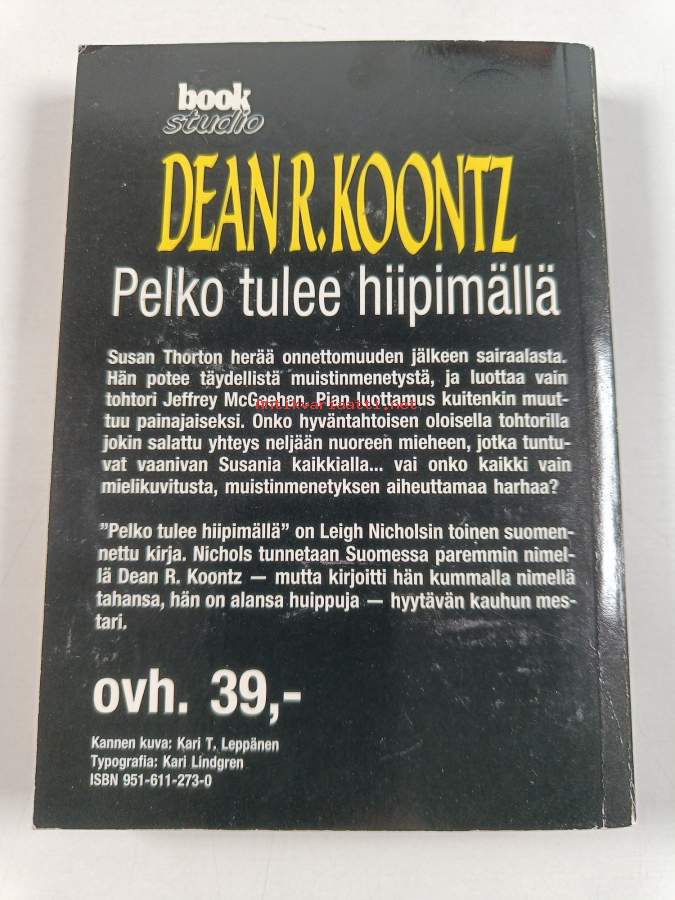 book
studio
DEAN R. KOONTZ
Pelko tulee hiipimällä
Susan Thorton herää onnettomuuden jälkeen sairaalasta.
Hän potee täydellistä muistinmenetystä, ja luottaa vain
tohtori Jeffrey McGeehan. Pian luottamus kuitenkin muut-
Antikvariaatti.net
tuu painajaiseksi. Onko hyväntahtoisen oloisella tohtorilla
jokin salattu yhteys neljään nuoreen mieheen, jotka tuntu-
vat vaanivan Susania kaikkialla... vai onko kaikki vain
mielikuvitusta, muistinmenetyksen aiheuttamaa harhaa?
”Pelko tulee hiipimällä” on Leigh Nicholsin toinen suomen-
nettu kirja. Nichols tunnetaan Suomessa paremmin nimel-
lä Dean R. Koontz — mutta kirjoitti hän kummalla nimellä
tahansa, hän on alansa huippuja — hyytävän kauhun mes-
tari.
ovh. 39,-
Kannen kuva: Kari T. Leppänen
Typografia: Kari Lindgren
ISBN 951-611-273-0